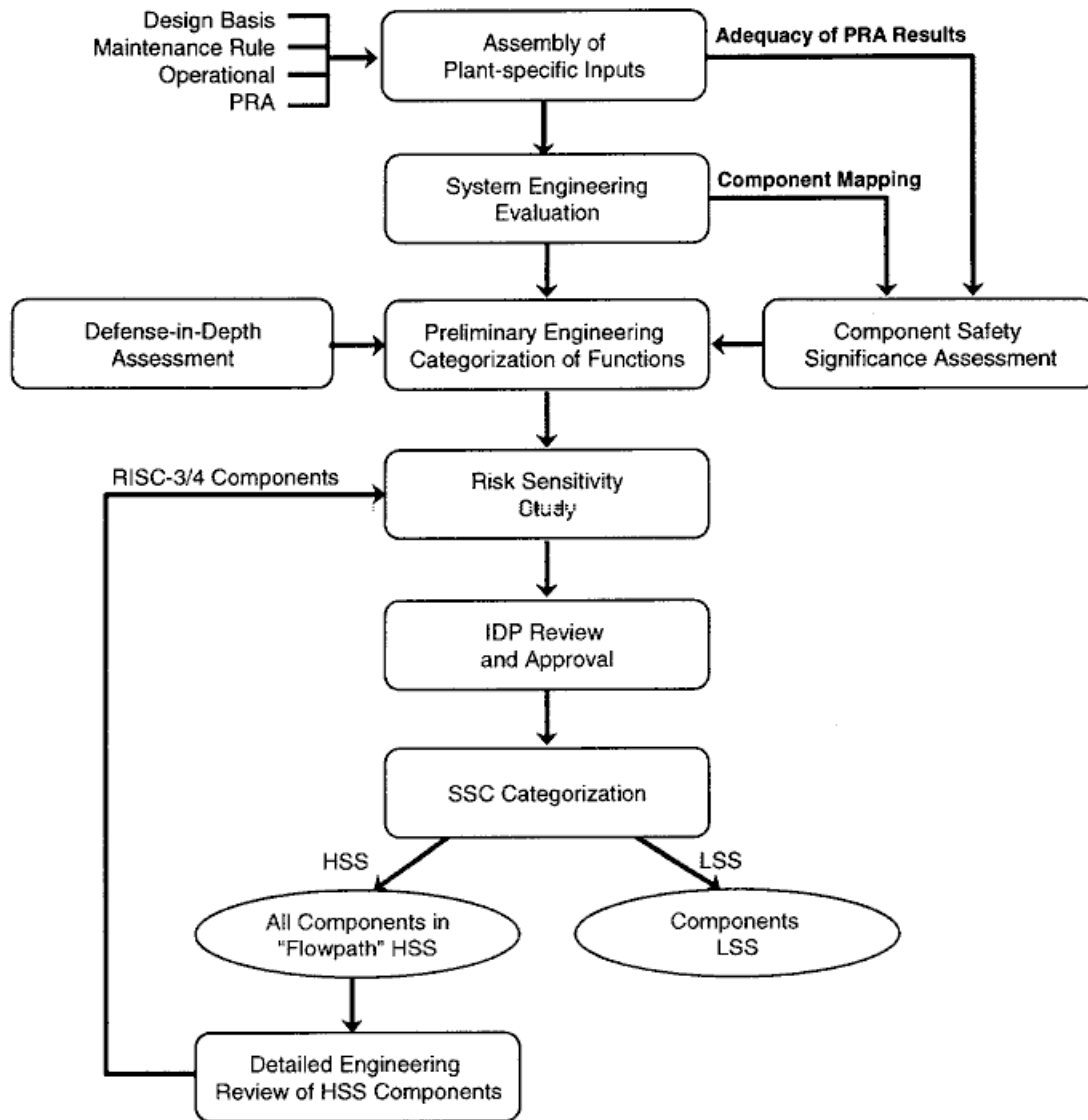 Design Basis
Maintenance Rule
Operational
PRA
Assembly of
Plant-specific Inputs
Adequacy of PRA Results
System Engineering
Evaluation
Component Mapping
Defense-in-Depth
Assessment
Preliminary Engineering
Categorization of Functions
Component Safety
Significance Assessment
RISC-3/4 Components
Risk Sensitivity
Study
IDP Review
and Approval
SSC Categorization
HSS
LSS
All Components in
"Flowpath" HSS
Components
LSS
Detailed Engineering
Review of HSS Components